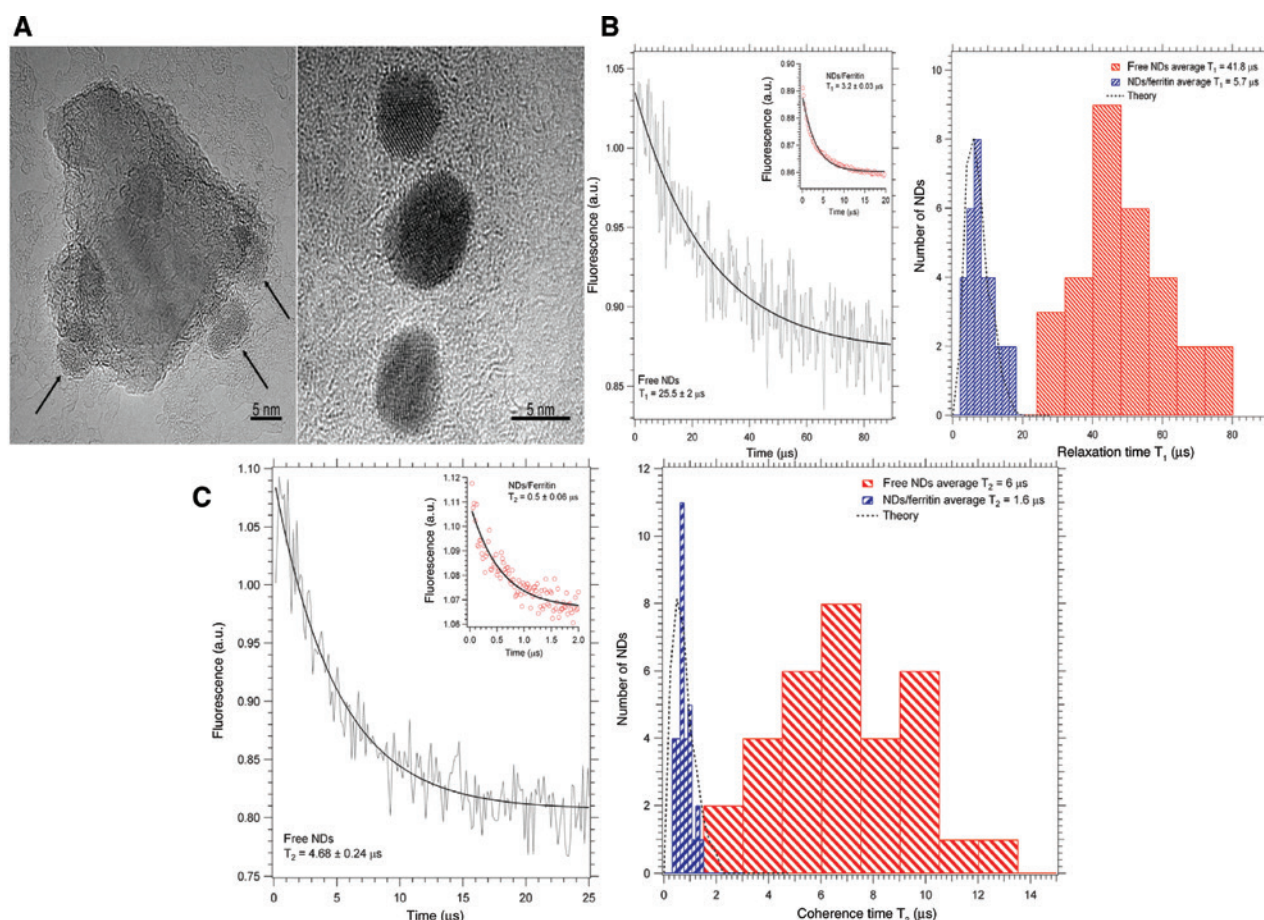 A
5 nm
5 nm
B
Fluorescence (a.u.)
1.05
1.00
0.95
0.90
0.85
0 20 40 60 80
Time (μs)
Free NDs
T1 = 25.5 ± 2 μs
Fluorescence (a.u.)
0.90
0.89
0.88
0.87
0.86
NDs/Ferritin
T1 = 3.2 ± 0.03 μs
0 5 10 15 20
Time (μs)
Number of NDs
10
8
6
4
2
0
Free NDs average T1 = 41.8 μs
NDs/ferritin average T1 = 5.7 μs
Theory
0 20 40 60 80
Relaxation time T1 (μs)
C
Fluorescence (a.u.)
1.10
1.05
1.00
0.95
0.90
0.85
0.80
0.75
Free NDs
T2 = 4.68 ± 0.24 μs
0 5 10 15 20 25
Time (μs)
Fluorescence (a.u.)
1.12
1.11
1.10
1.09
1.08
1.07
1.06
NDs/Ferritin
T2 = 0.5 ± 0.06 μs
0.0 0.5 1.0 1.5 2.0
Time (μs)
Number of NDs
12
10
8
6
4
2
0
Free NDs average T2 = 6 μs
NDs/ferritin average T2 = 1.6 μs
Theory
0 2 4 6 8 10 12 14
Coherence time T2 (μs)